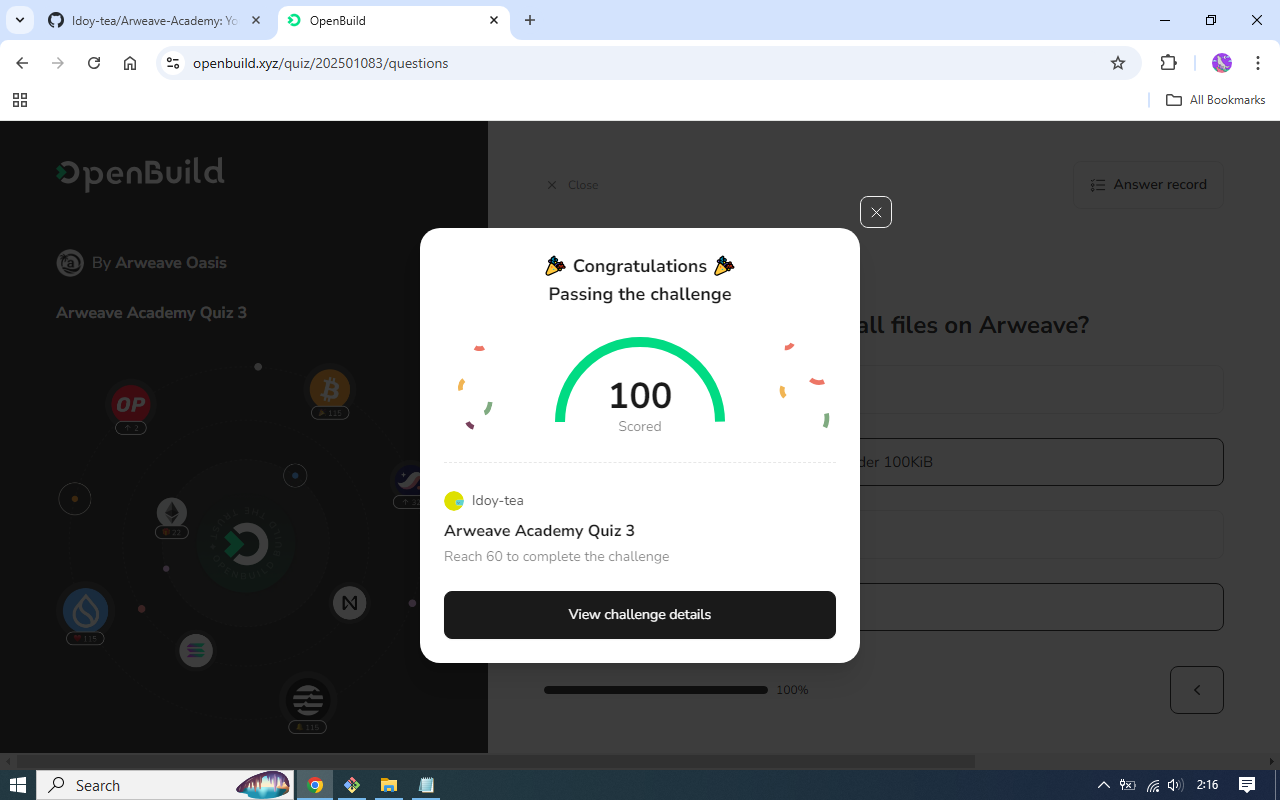 Idoy-tea/Arweave-Academy: Yo
OpenBuild
openbuild.xyz/quiz/202501083/questions
All Bookmarks
OpenBuild
Close
Answer record
By Arweave Oasis
Arweave Academy Quiz 3
all files on Arweave?
der 100KiB
OP
2
115
22
115
115
Congratulations
Passing the challenge
100
Scored
Idoy-tea
Arweave Academy Quiz 3
Reach 60 to complete the challenge
View challenge details
100%
Search
2:16